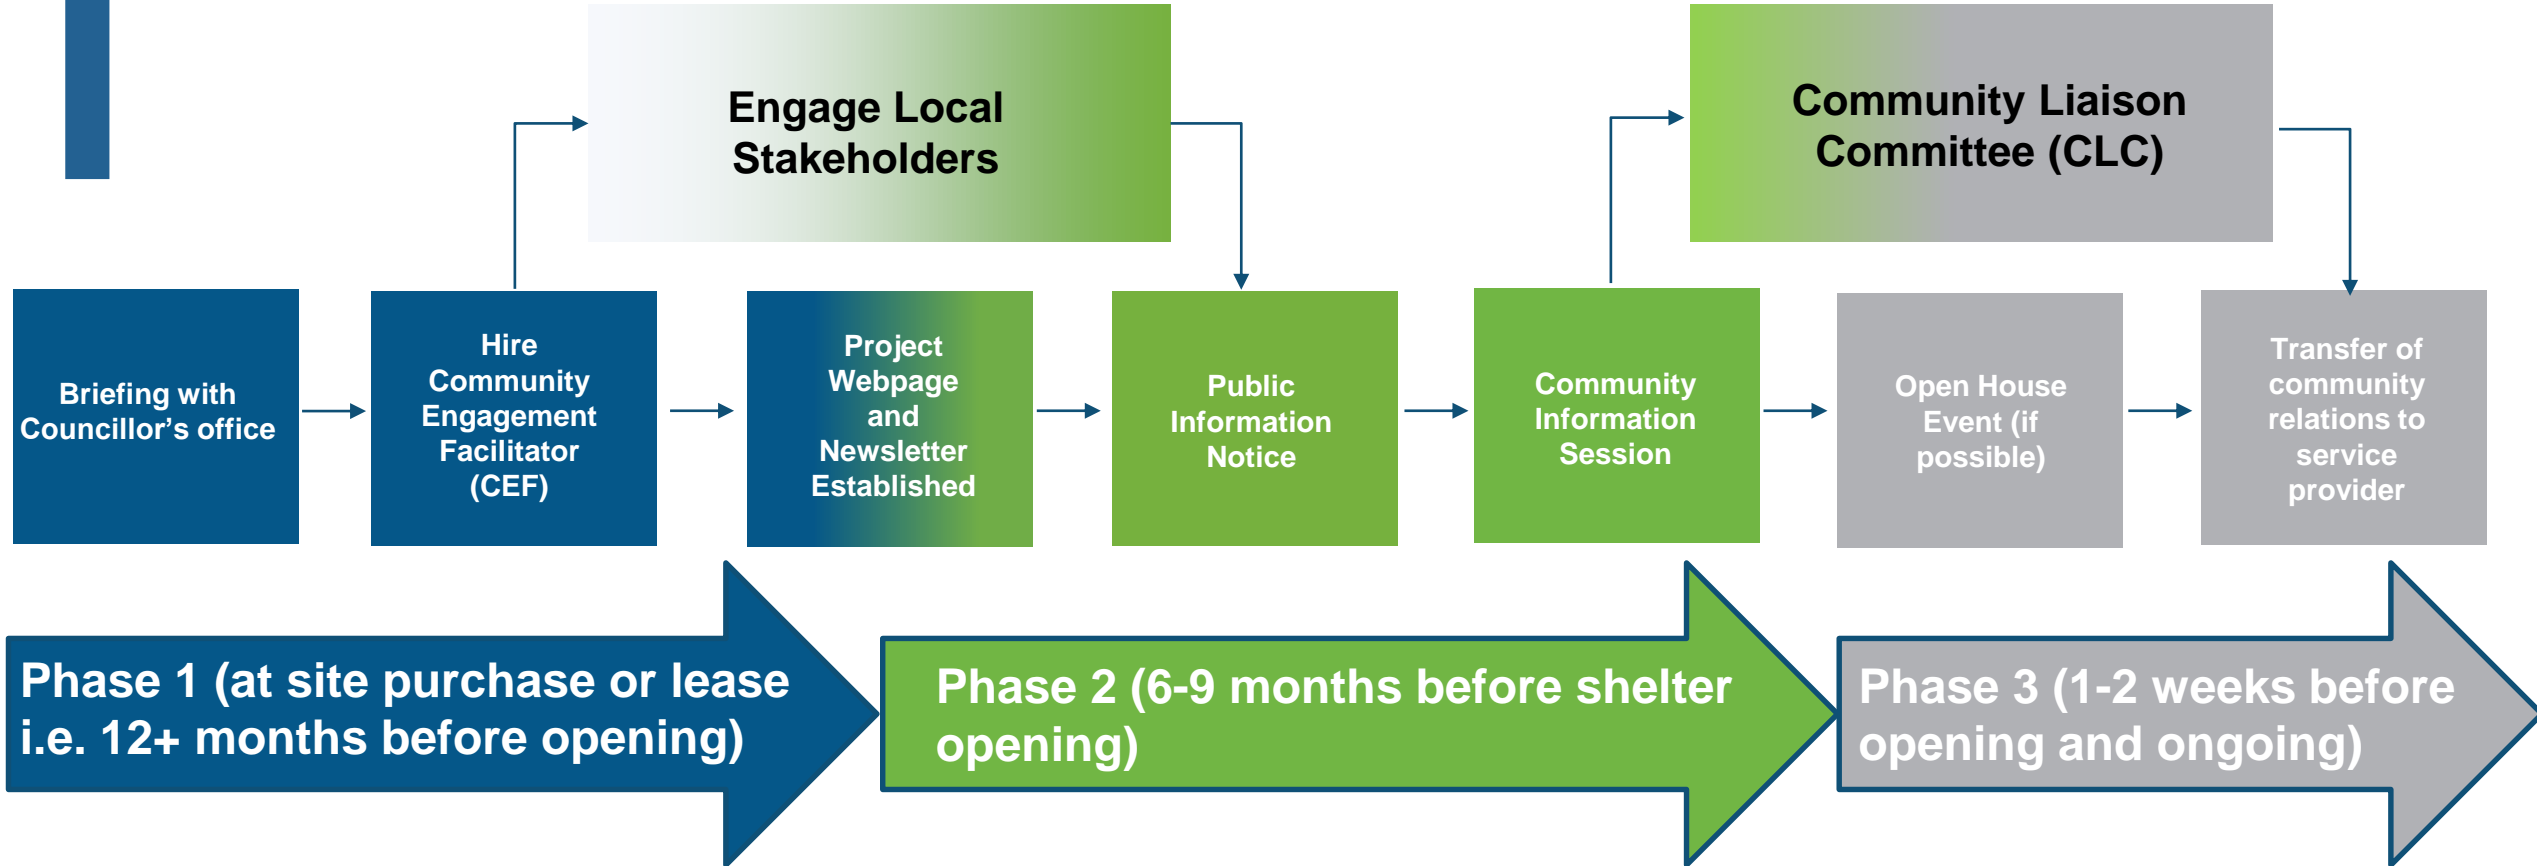 Engage Local
Stakeholders
Community Liaison
Committee (CLC)
Briefing with
Councillor’s office
Hire
Community
Engagement
Facilitator
(CEF)
Project
Webpage
and
Newsletter
Established
Public
Information
Notice
Community
Information
Session
Open House
Event (if
possible)
Transfer of
community
relations to
service
provider
Phase 1 (at site purchase or lease
i.e. 12+ months before opening)
Phase 2 (6-9 months before shelter
opening)
Phase 3 (1-2 weeks before
opening and ongoing)